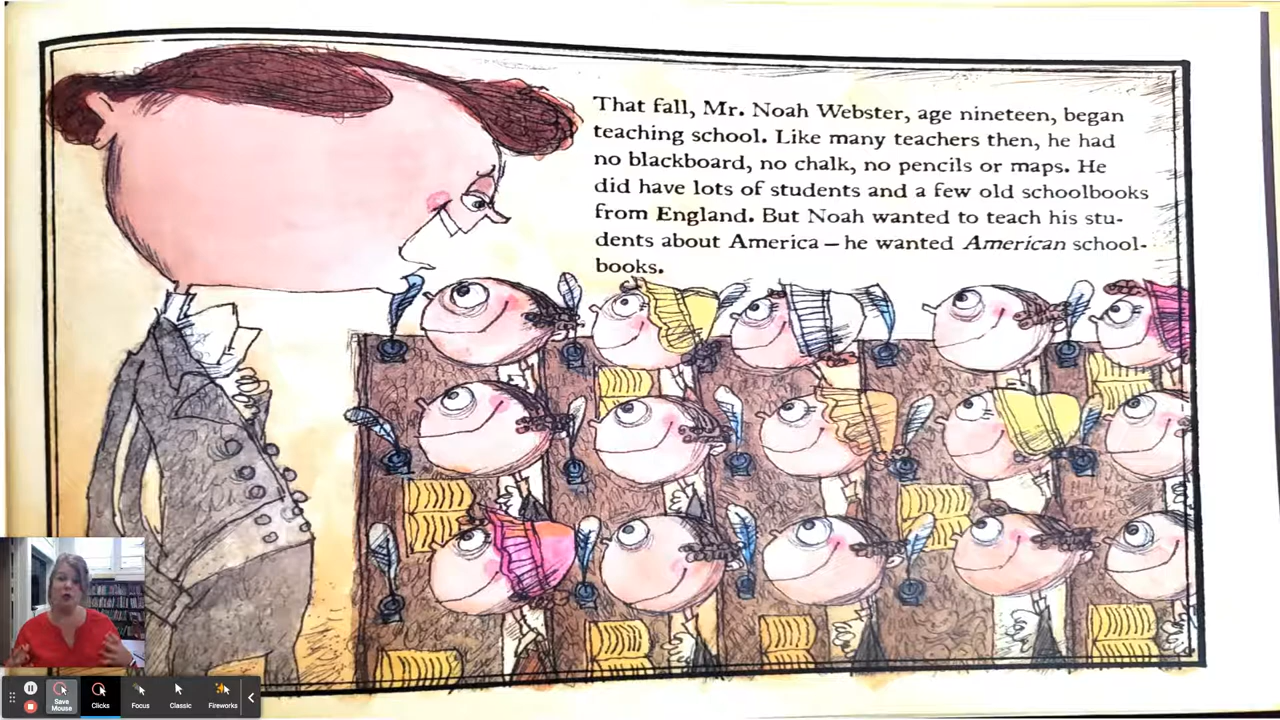 That fall, Mr. Noah Webster, age nineteen, began
teaching school. Like many teachers then, he had
no blackboard, no chalk, no pencils or maps. He
did have lots of students and a few old schoolbooks
from England. But Noah wanted to teach his stu-
dents about America – he wanted American school-
books.
Save
Mouse
Clicks
Focus
Classic
Fireworks